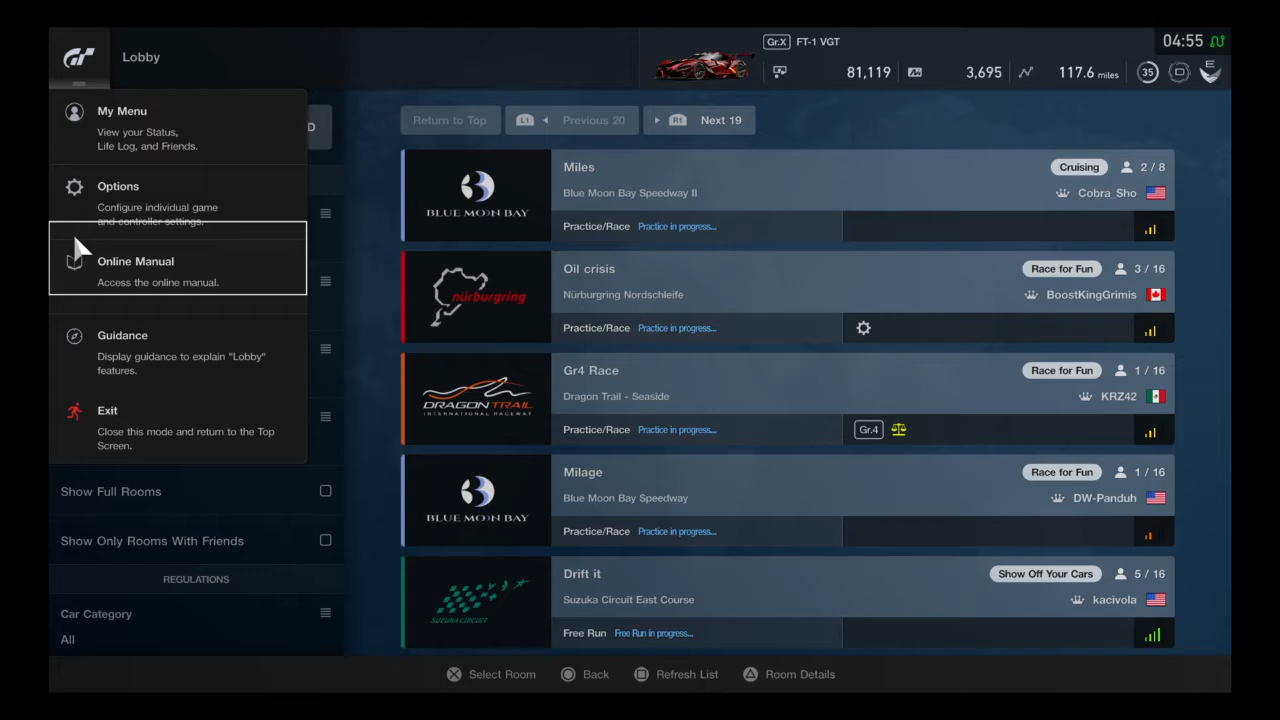 Lobby
Gr.X FT-1 VGT
81,119
3,695
117.6 miles
35
E
04:55
My Menu
View your Status,
Life Log, and Friends.
Options
Configure individual game
and controller settings.
Online Manual
Access the online manual.
Guidance
Display guidance to explain "Lobby"
features.
Exit
Close this mode and return to the Top
Screen.
D
Show Full Rooms
Show Only Rooms With Friends
REGULATIONS
Car Category
All
Return to Top
L1 Previous 20
R1 Next 19
BLUE MOON BAY
Miles
Cruising 2 / 8
Blue Moon Bay Speedway II
Cobra_Sho
Practice/Race Practice in progress...
nürburgring
Oil crisis
Race for Fun 3 / 16
Nürburgring Nordschleife
BoostKingGrimis
Practice/Race Practice in progress...
DRAGON TRAIL
INTERNATIONAL RACEWAY
Gr4 Race
Race for Fun 1 / 16
Dragon Trail - Seaside
KRZ42
Practice/Race Practice in progress...
Gr.4
BLUE MOON BAY
Milage
Race for Fun 1 / 16
Blue Moon Bay Speedway
DW-Panduh
Practice/Race Practice in progress...
SUZUKA CIRCUIT
Drift it
Show Off Your Cars 5 / 16
Suzuka Circuit East Course
kacivola
Free Run Free Run in progress...
Select Room
Back
Refresh List
Room Details